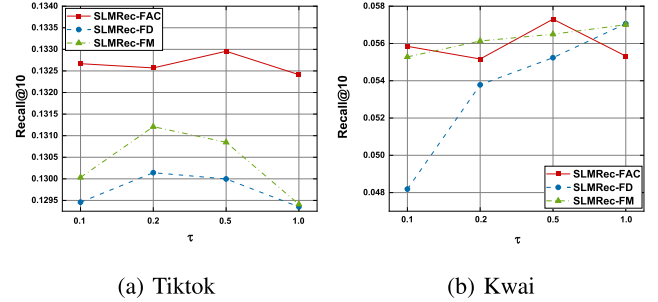 SLMRec-FAC
SLMRec-FD
SLMRec-FM
Recall@10
0.1340
0.1335
0.1330
0.1325
0.1320
0.1315
0.1310
0.1305
0.1300
0.1295
0.1 0.2 0.5 1.0
τ
(a) Tiktok
Recall@10
0.058
0.056
0.054
0.052
0.050
0.048
SLMRec-FAC
SLMRec-FD
SLMRec-FM
0.1 0.2 0.5 1.0
τ
(b) Kwai